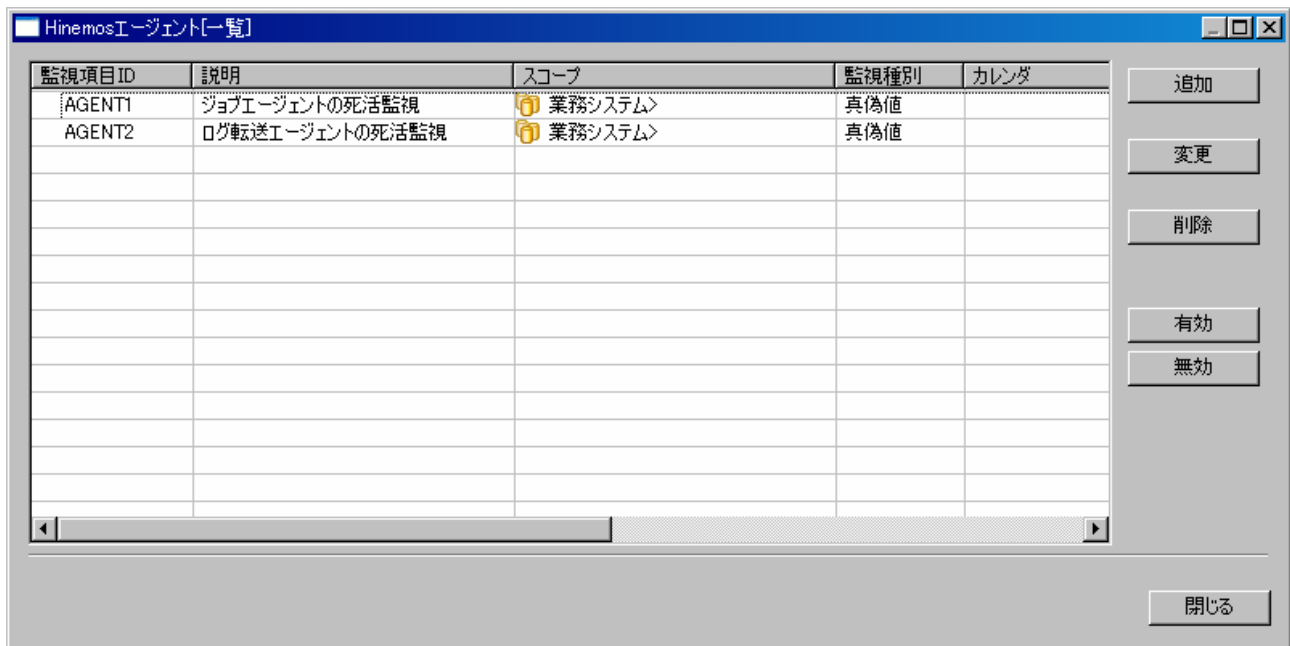 Hinemosエージェント[一覧]
監視項目ID 説明 スコープ 監視種別 カレンダ
AGENT1 ジョブエージェントの死活監視 業務システム> 真偽値
AGENT2 ログ転送エージェントの死活監視 業務システム> 真偽値
追加
変更
削除
有効
無効
閉じる